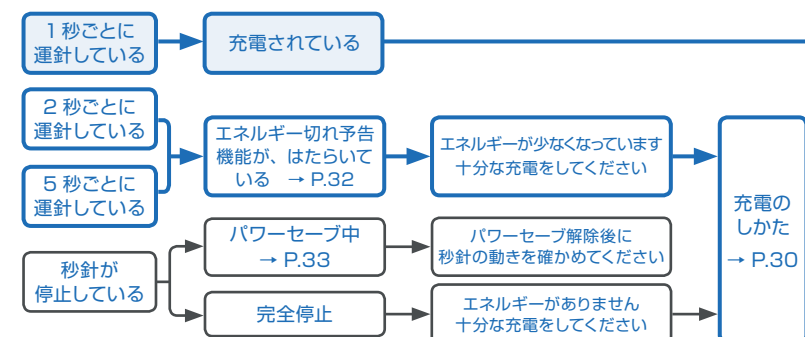 1秒ごとに
運針している
充電されている
2秒ごとに
運針している
5秒ごとに
運針している
エネルギー切れ予告
機能が、はたらいて
いる → P.32
エネルギーが少なくなっています
十分な充電をしてください
秒針が
停止している
パワーセーブ中
→ P.33
パワーセーブ解除後に
秒針の動きを確かめてください
完全停止
エネルギーがありません
十分な充電をしてください
充電の
しかた
→ P.30